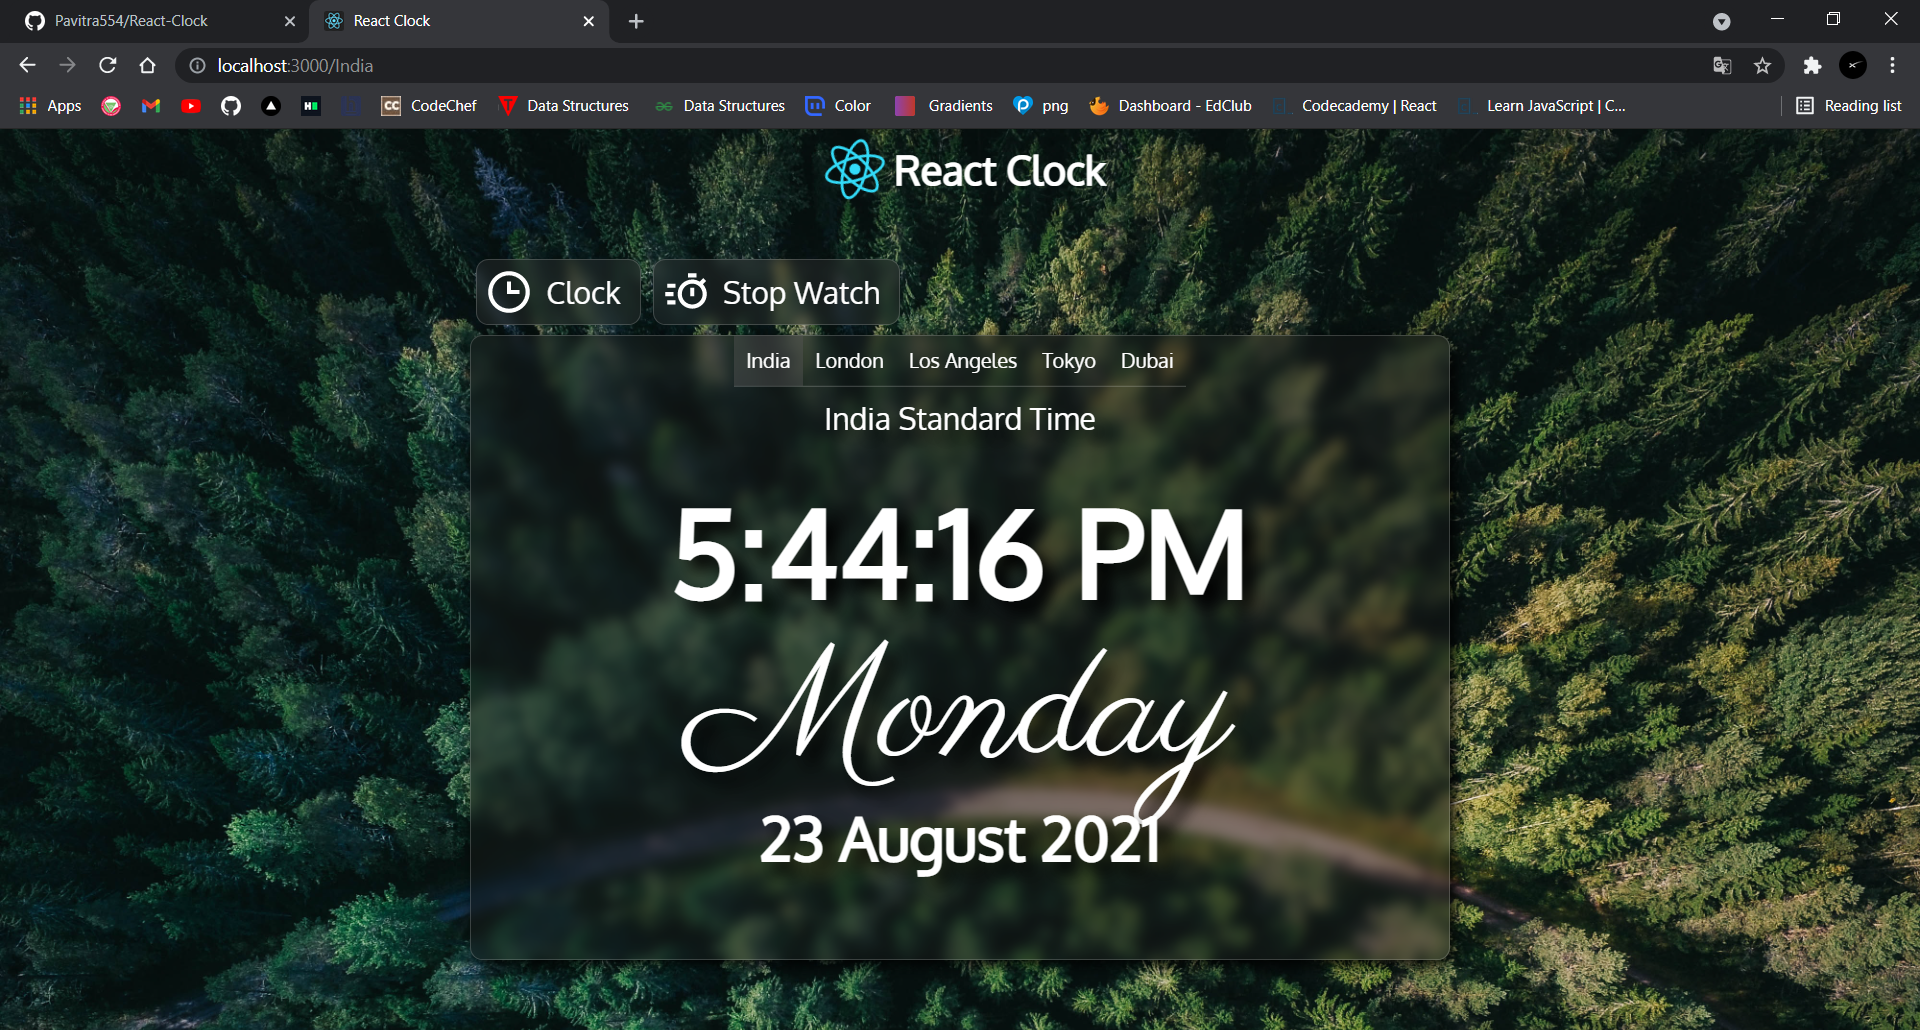 Pavitra554/React-Clock
React Clock
localhost:3000/India
Apps
CC CodeChef
Data Structures
Data Structures
Color
Gradients
png
Dashboard - EdClub
Codecademy | React
Learn JavaScript | C...
Reading list
React Clock
Clock
Stop Watch
India London Los Angeles Tokyo Dubai
India Standard Time
5:44:16 PM
Monday
23 August 2021